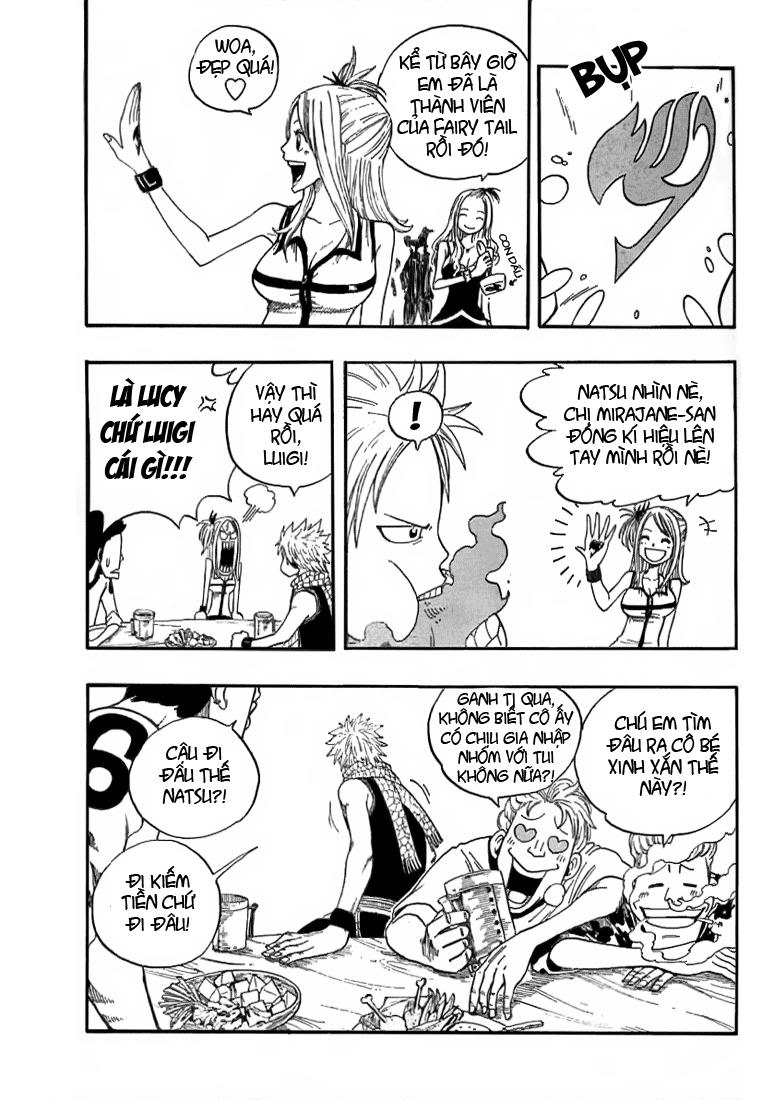 BỤP
KỂ TỪ BÂY GIỜ
EM ĐÃ LÀ
THÀNH VIÊN
CỦA FAIRY TAIL
RỒI ĐÓ!
CON DẤU
WOA,
ĐẸP QUÁ!
NATSU NHÌN NÈ,
CHỊ MIRAJANE-SAN
ĐÓNG KÍ HIỆU LÊN
TAY MÌNH RỒI NÈ!
!
VẬY THÌ
HAY QUÁ
RỒI,
LUIGI!
LÀ LUCY
CHỨ LUIGI
CÁI GÌ!!!
CHÚ EM TÌM
ĐÂU RA CÔ BÉ
XINH XẮN THẾ
NÀY?!
GANH TỊ QUA,
KHÔNG BIẾT CÔ ẤY
CÓ CHIU GIA NHẬP
NHÓM VỚI TUI
KHÔNG NỮA?!
CẬU ĐI
ĐẤU THẾ
NATSU?!
ĐI KIẾM
TIỀN CHỨ
ĐI ĐÂU!
6